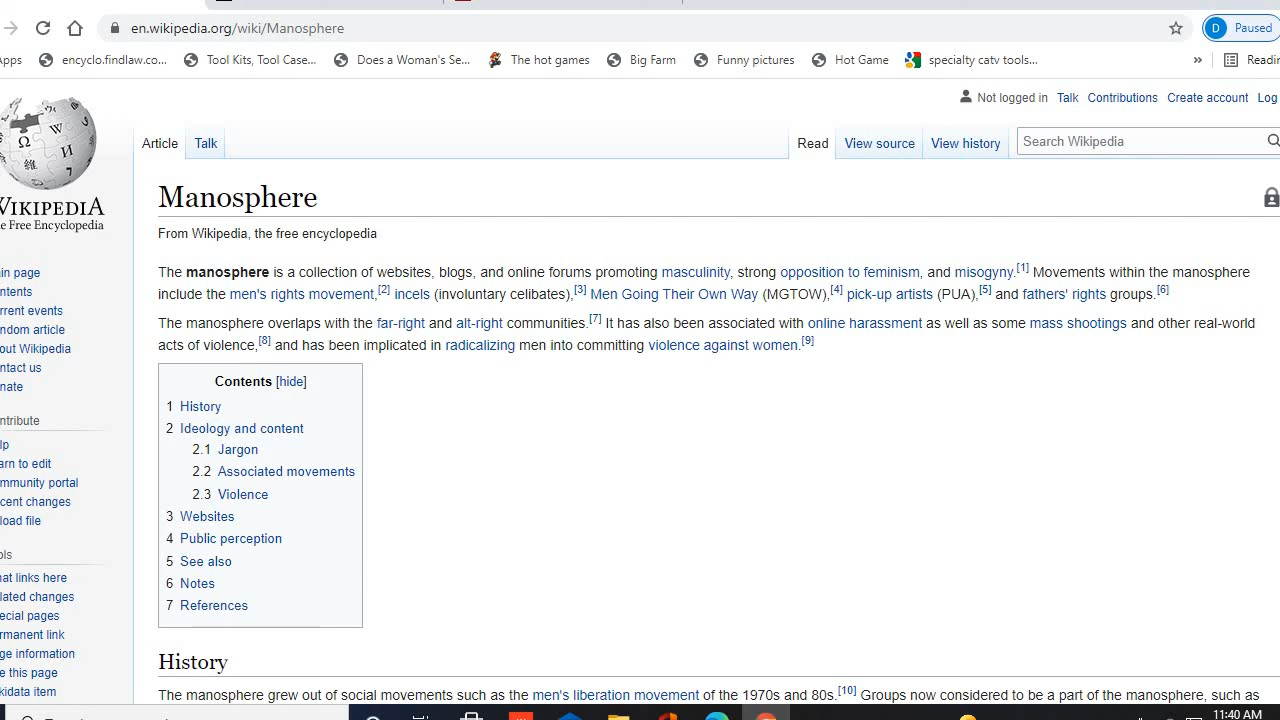 en.wikipedia.org/wiki/Manosphere
Paused
D
pps
encyclo.findlaw.co...
Tool Kits, Tool Case...
Does a Woman's Se...
The hot games
Big Farm
Funny pictures
Hot Game
specialty catv tools...
»
Readin
Not logged in Talk Contributions Create account Log
Article Talk
Read View source View history
Search Wikipedia
WIKIPEDIA
e Free Encyclopedia
Manosphere
From Wikipedia, the free encyclopedia
The manosphere is a collection of websites, blogs, and online forums promoting masculinity, strong opposition to feminism, and misogyny.[1] Movements within the manosphere
include the men's rights movement,[2] incels (involuntary celibates),[3] Men Going Their Own Way (MGTOW),[4] pick-up artists (PUA),[5] and fathers' rights groups.[6]
The manosphere overlaps with the far-right and alt-right communities.[7] It has also been associated with online harassment as well as some mass shootings and other real-world
acts of violence,[8] and has been implicated in radicalizing men into committing violence against women.[9]
Contents [hide]
1 History
2 Ideology and content
2.1 Jargon
2.2 Associated movements
2.3 Violence
3 Websites
4 Public perception
5 See also
6 Notes
7 References
History
The manosphere grew out of social movements such as the men's liberation movement of the 1970s and 80s.[10] Groups now considered to be a part of the manosphere, such as
ain page
ntents
rrent events
ndom article
out Wikipedia
ntact us
nate
ntribute
lp
arn to edit
mmunity portal
cent changes
load file
ols
hat links here
lated changes
ecial pages
rmanent link
ge information
e this page
kidata item
11:40 AM